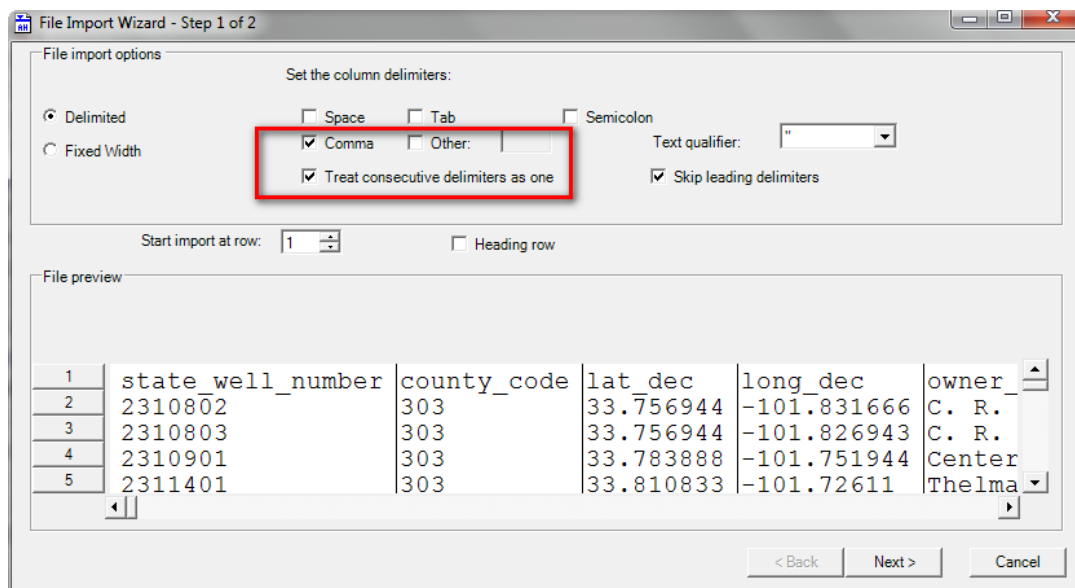 AH File Import Wizard - Step 1 of 2
File import options
Set the column delimiters:
Delimited Space Tab Semicolon
Fixed Width Comma Other: Text qualifier: "
Treat consecutive delimiters as one Skip leading delimiters
Start import at row: 1 Heading row
File preview
1 state_well_number county_code lat_dec long_dec owner_
2 2310802 303 33.756944 -101.831666 C. R.
3 2310803 303 33.756944 -101.826943 C. R.
4 2310901 303 33.783888 -101.751944 Center
5 2311401 303 33.810833 -101.72611 Thelma
< Back Next > Cancel